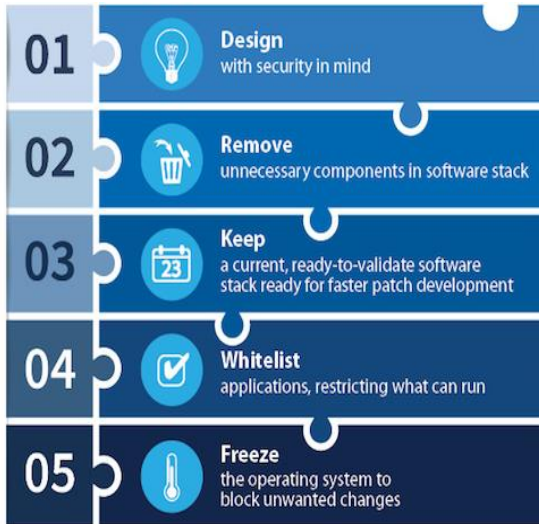 01
Design
with security in mind
02
Remove
unnecessary components in software stack
03
23
Keep
a current, ready-to-validate software
stack ready for faster patch development
04
Whitelist
applications, restricting what can run
05
Freeze
the operating system to
block unwanted changes